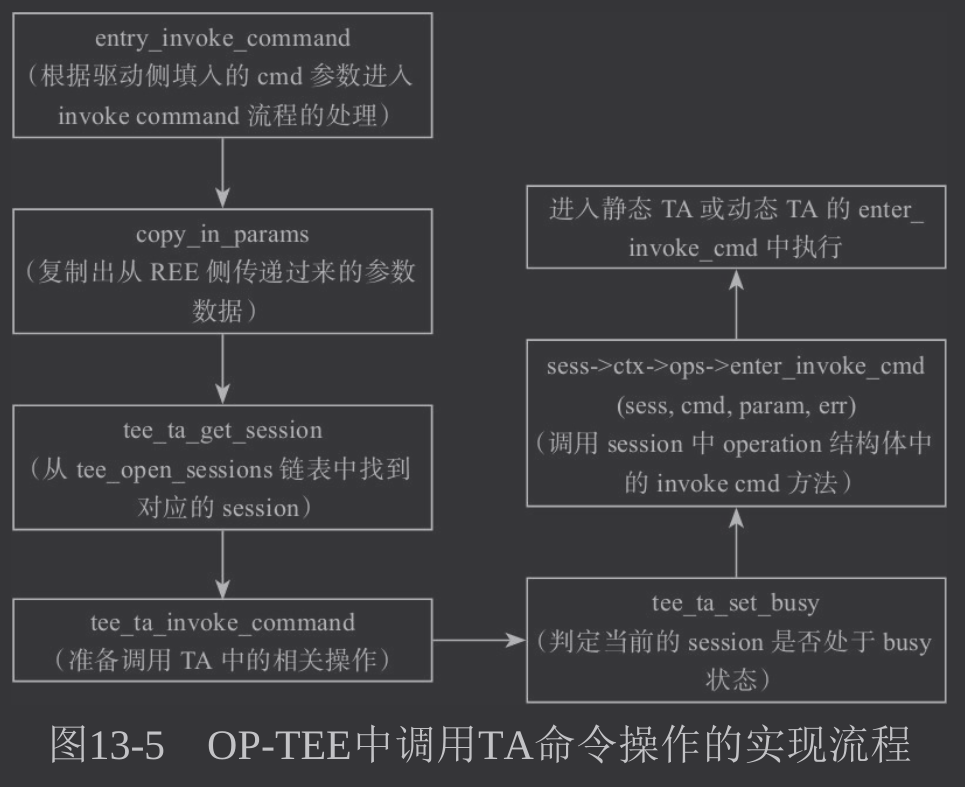 entry_invoke_command
（根据驱动侧填入的 cmd 参数进入
invoke command 流程的处理）
copy_in_params
（复制出从 REE 侧传递过来的参数
数据）
tee_ta_get_session
（从 tee_open_sessions 链表中找到
对应的 session）
tee_ta_invoke_command
（准备调用 TA 中的相关操作）
tee_ta_set_busy
（判定当前的 session 是否处于 busy
状态）
sess->ctx->ops->enter_invoke_cmd
(sess, cmd, param, err)
（调用 session 中 operation 结构体中
的 invoke cmd 方法）
进入静态 TA 或动态 TA 的 enter_
invoke_cmd 中执行
图13-5 OP-TEE中调用TA命令操作的实现流程